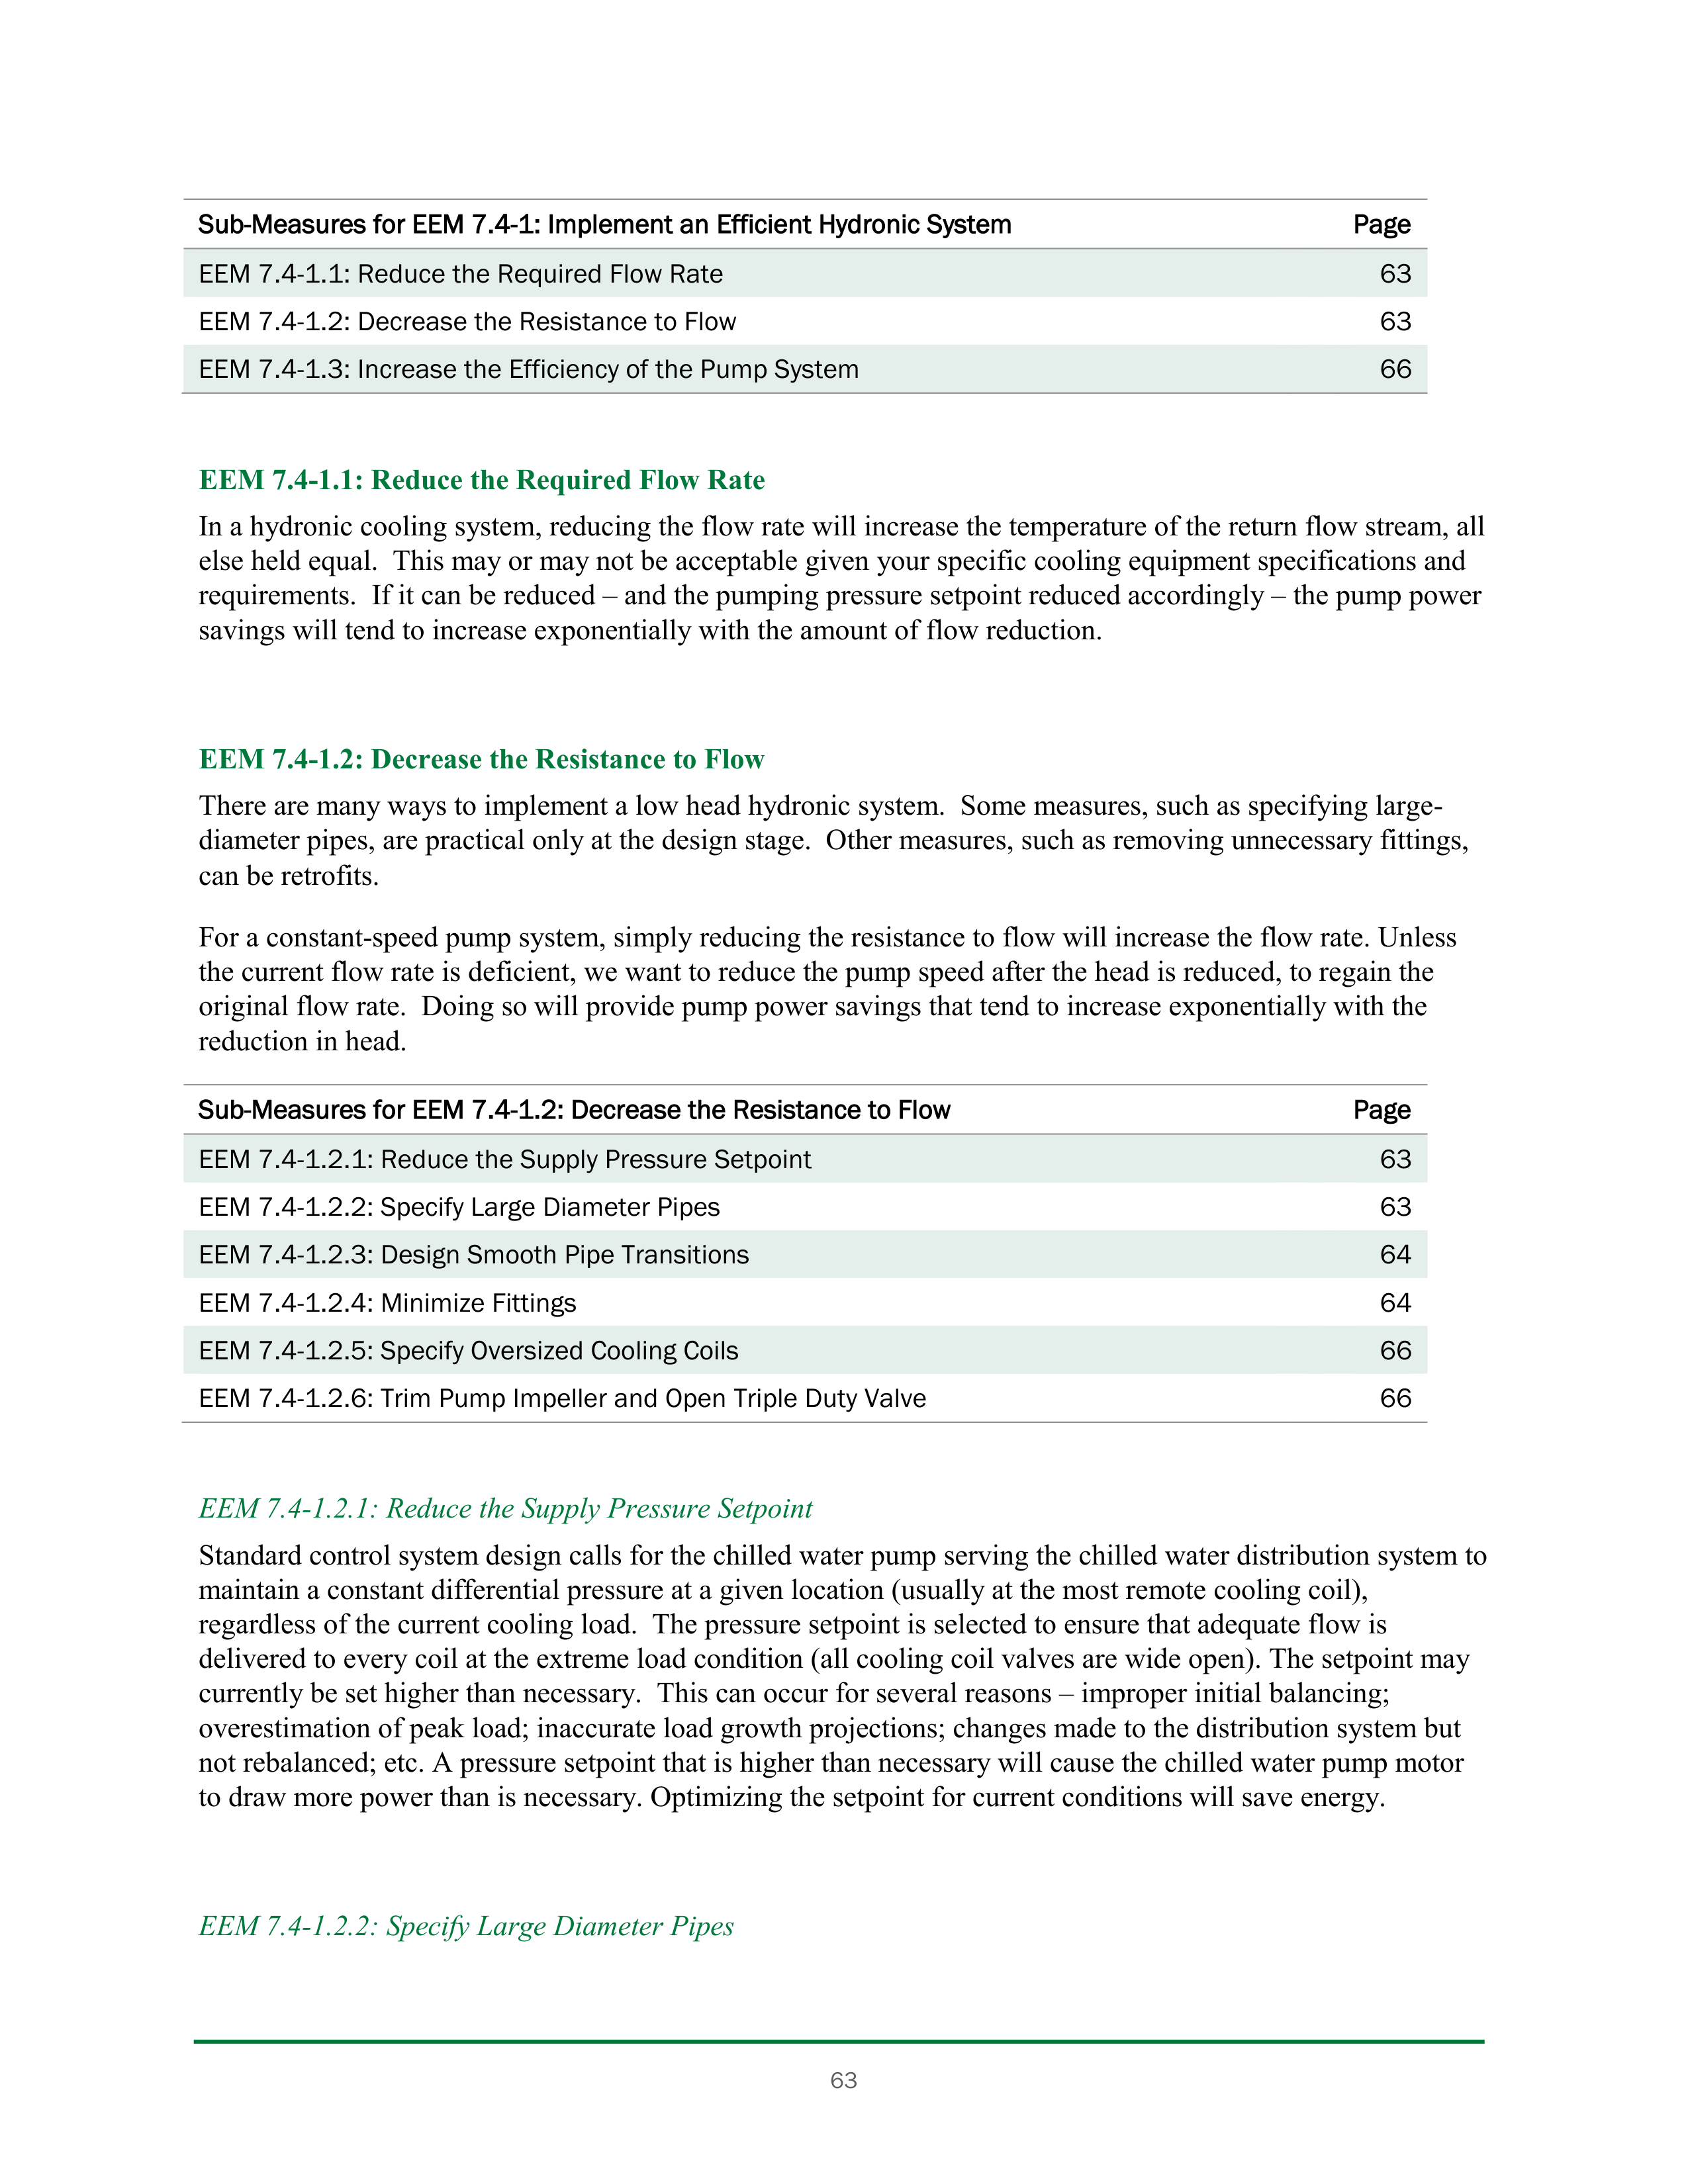 Sub-Measures for EEM 7.4-1: Implement an Efficient Hydronic System Page
EEM 7.4-1.1: Reduce the Required Flow Rate 63
EEM 7.4-1.2: Decrease the Resistance to Flow 63
EEM 7.4-1.3: Increase the Efficiency of the Pump System 66
EEM 7.4-1.1: Reduce the Required Flow Rate
In a hydronic cooling system, reducing the flow rate will increase the temperature of the return flow stream, all
else held equal.  This may or may not be acceptable given your specific cooling equipment specifications and
requirements.  If it can be reduced – and the pumping pressure setpoint reduced accordingly – the pump power
savings will tend to increase exponentially with the amount of flow reduction.
EEM 7.4-1.2: Decrease the Resistance to Flow
There are many ways to implement a low head hydronic system.  Some measures, such as specifying large-
diameter pipes, are practical only at the design stage.  Other measures, such as removing unnecessary fittings,
can be retrofits.
For a constant-speed pump system, simply reducing the resistance to flow will increase the flow rate. Unless
the current flow rate is deficient, we want to reduce the pump speed after the head is reduced, to regain the
original flow rate.  Doing so will provide pump power savings that tend to increase exponentially with the
reduction in head.
Sub-Measures for EEM 7.4-1.2: Decrease the Resistance to Flow Page
EEM 7.4-1.2.1: Reduce the Supply Pressure Setpoint 63
EEM 7.4-1.2.2: Specify Large Diameter Pipes 63
EEM 7.4-1.2.3: Design Smooth Pipe Transitions 64
EEM 7.4-1.2.4: Minimize Fittings 64
EEM 7.4-1.2.5: Specify Oversized Cooling Coils 66
EEM 7.4-1.2.6: Trim Pump Impeller and Open Triple Duty Valve 66
EEM 7.4-1.2.1: Reduce the Supply Pressure Setpoint
Standard control system design calls for the chilled water pump serving the chilled water distribution system to
maintain a constant differential pressure at a given location (usually at the most remote cooling coil),
regardless of the current cooling load.  The pressure setpoint is selected to ensure that adequate flow is
delivered to every coil at the extreme load condition (all cooling coil valves are wide open). The setpoint may
currently be set higher than necessary.  This can occur for several reasons – improper initial balancing;
overestimation of peak load; inaccurate load growth projections; changes made to the distribution system but
not rebalanced; etc. A pressure setpoint that is higher than necessary will cause the chilled water pump motor
to draw more power than is necessary. Optimizing the setpoint for current conditions will save energy.
EEM 7.4-1.2.2: Specify Large Diameter Pipes
63